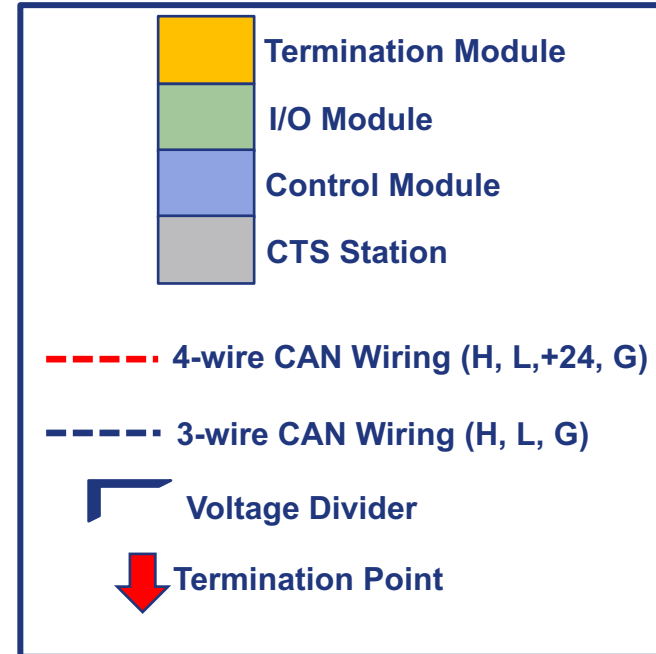 Termination Module
I/O Module
Control Module
CTS Station
4-wire CAN Wiring (H, L,+24, G)
3-wire CAN Wiring (H, L, G)
Voltage Divider
Termination Point